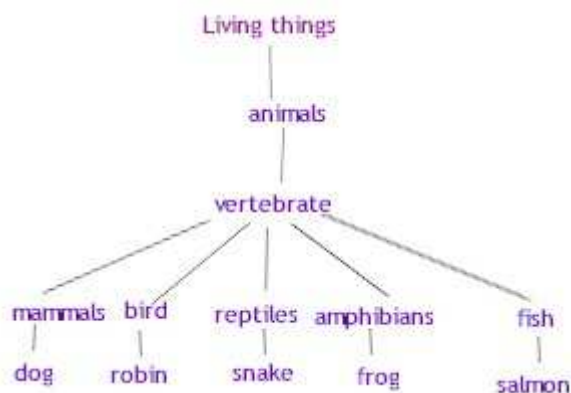 Living things
animals
vertebrate
mammals bird reptiles amphibians fish
dog robin snake frog salmon